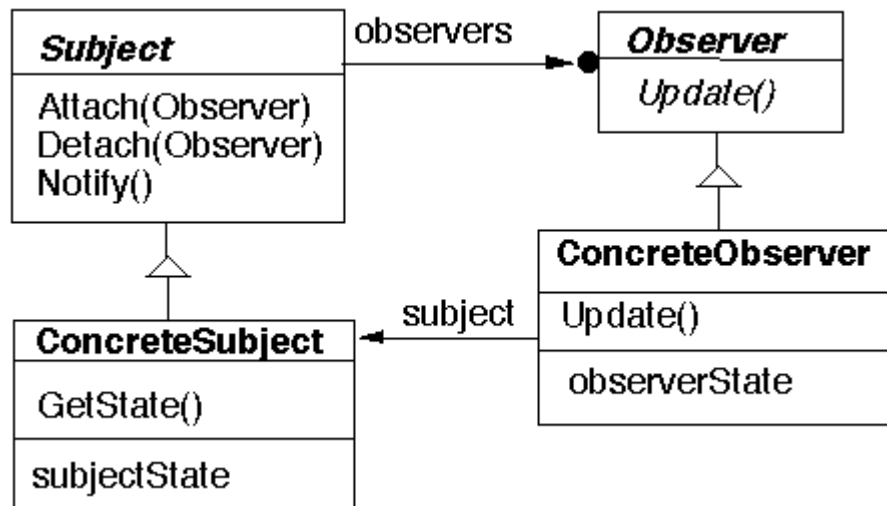 Subject
Attach(Observer)
Detach(Observer)
Notify()
observers
Observer
Update()
ConcreteSubject
GetState()
subjectState
subject
ConcreteObserver
Update()
observerState